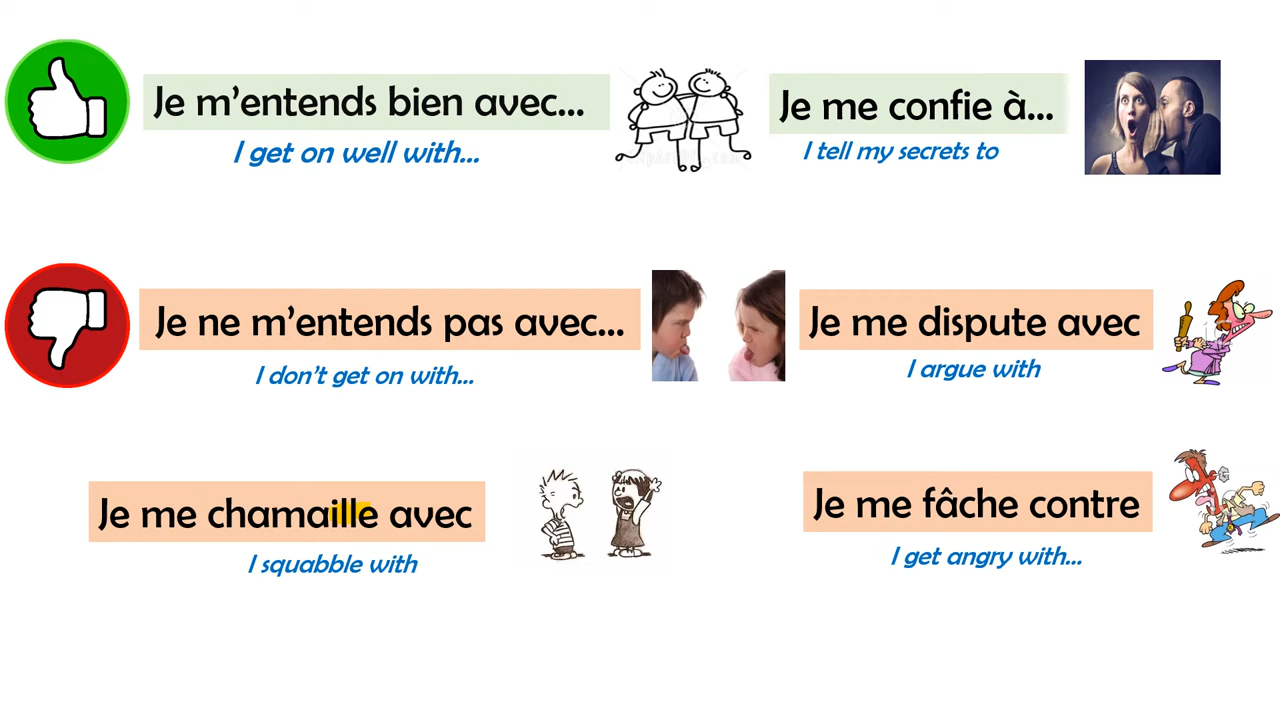 Je m’entends bien avec...
I get on well with...
Je me confie à...
I tell my secrets to
Je ne m’entends pas avec...
I don’t get on with...
Je me dispute avec
I argue with
Je me chamaille avec
I squabble with
Je me fâche contre
I get angry with...